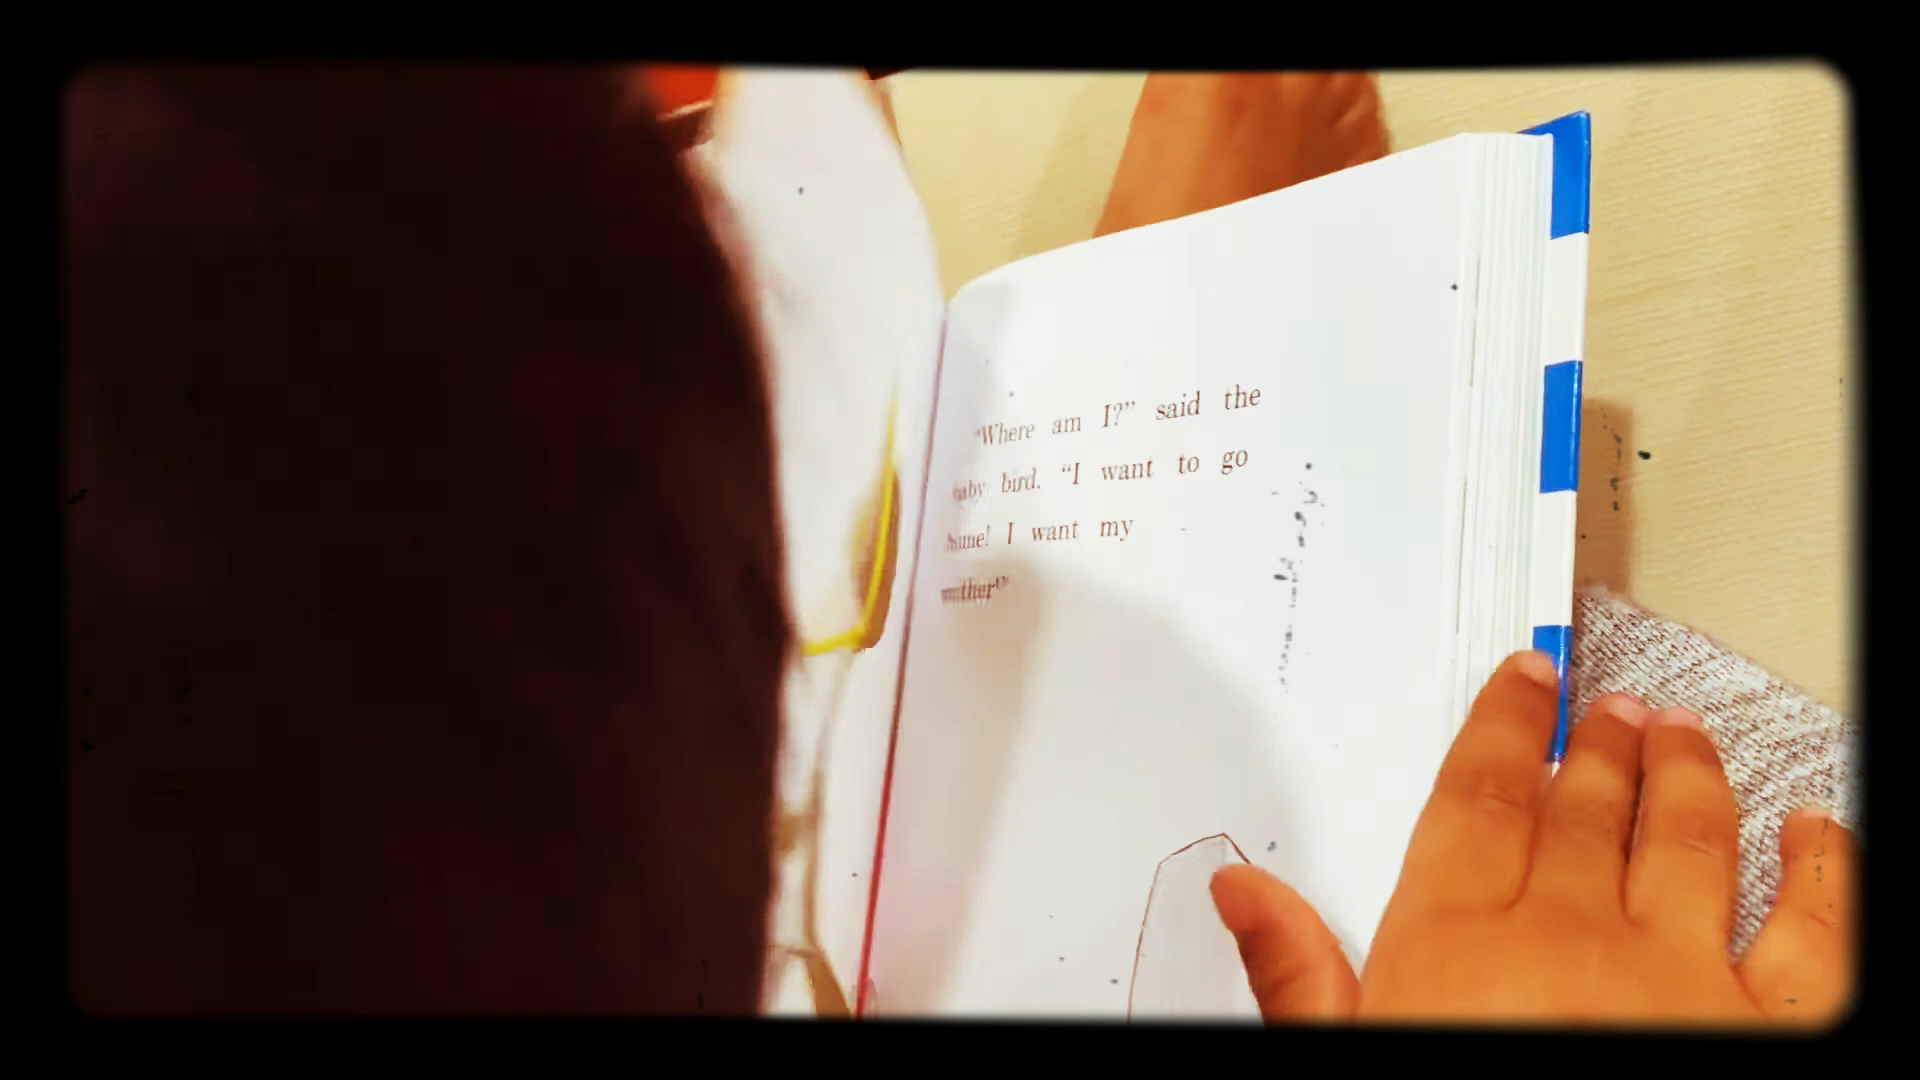 “Where am I?” said the
baby bird. “I want to go
home! I want my
mother”